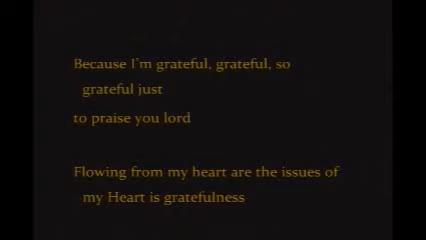 Because I'm grateful, grateful, so
grateful just
to praise you lord
Flowing from my heart are the issues of
my Heart is gratefulness